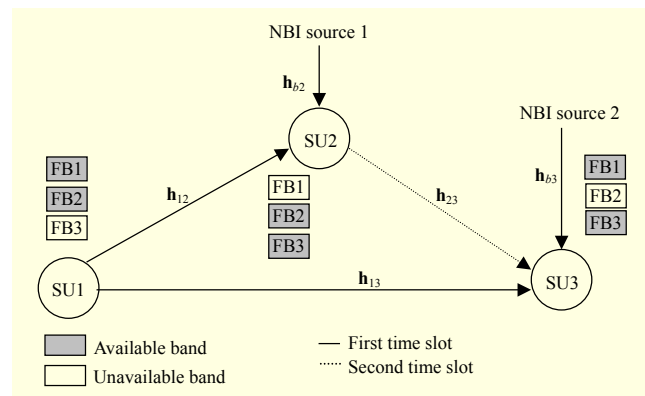 NBI source 1
h_b2
SU2
NBI source 2
h_b3
FB1
FB2
FB3
FB1
FB2
FB3
h_12
FB1
FB2
FB3
h_23
SU1
h_13
SU3
Available band
Unavailable band
First time slot
Second time slot